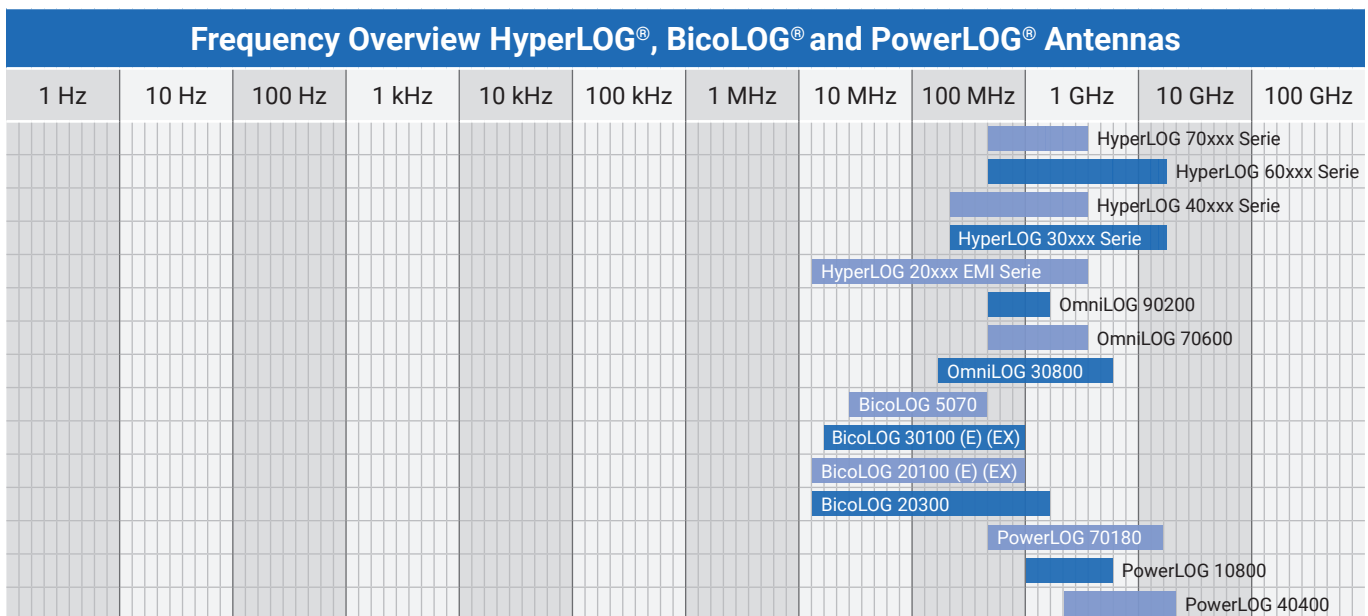 Frequency Overview HyperLOG®, BicoLOG® and PowerLOG® Antennas
1 Hz 10 Hz 100 Hz 1 kHz 10 kHz 100 kHz 1 MHz 10 MHz 100 MHz 1 GHz 10 GHz 100 GHz
HyperLOG 70xxx Serie
HyperLOG 60xxx Serie
HyperLOG 40xxx Serie
HyperLOG 30xxx Serie
HyperLOG 20xxx EMI Serie
OmniLOG 90200
OmniLOG 70600
OmniLOG 30800
BicoLOG 5070
BicoLOG 30100 (E) (EX)
BicoLOG 20100 (E) (EX)
BicoLOG 20300
PowerLOG 70180
PowerLOG 10800
PowerLOG 40400